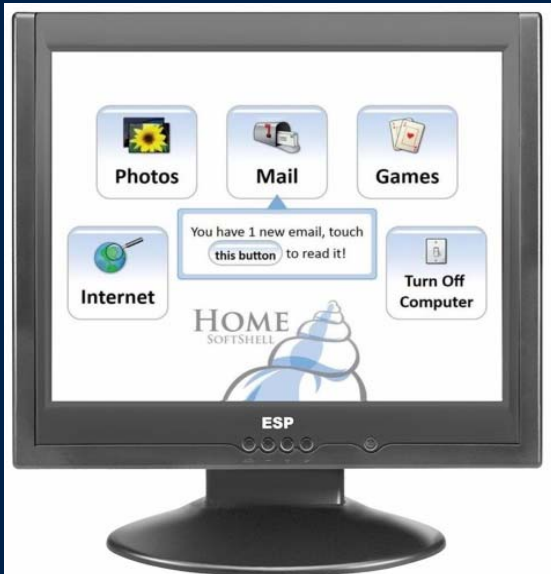 Photos
Mail
Games
You have 1 new email, touch
this button to read it!
Internet
Turn Off
Computer
HOME
SOFTSHELL
ESP